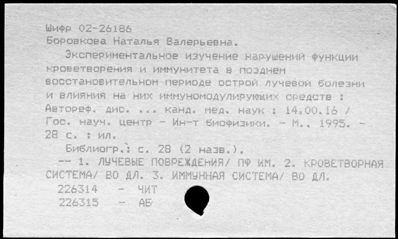 Шифр 02-26186
Боровкова Наталья Валерьевна.
Экспериментальное изучение нарушений функции
кроветворения и иммунитета в позднем
восстановительном периоде острой лучевой болезни
и влияния на них иммуномодулирующих средств :
Автореф. дис. ... канд. мед. наук : 14.00.16 /
Гос. науч. центр - Ин-т биофизики. - М., 1995. -
28 с. : ил.
Библиогр.: с. 28 (2 назв.).
-- 1. ЛУЧЕВЫЕ ПОВРЕЖДЕНИЯ/ ПФ ИМ. 2. КРОВЕТВОРНАЯ
СИСТЕМА/ ВО ДЛ. 3. ИММУННАЯ СИСТЕМА/ ВО ДЛ.
226314 - ЧИТ
226315 - АБ